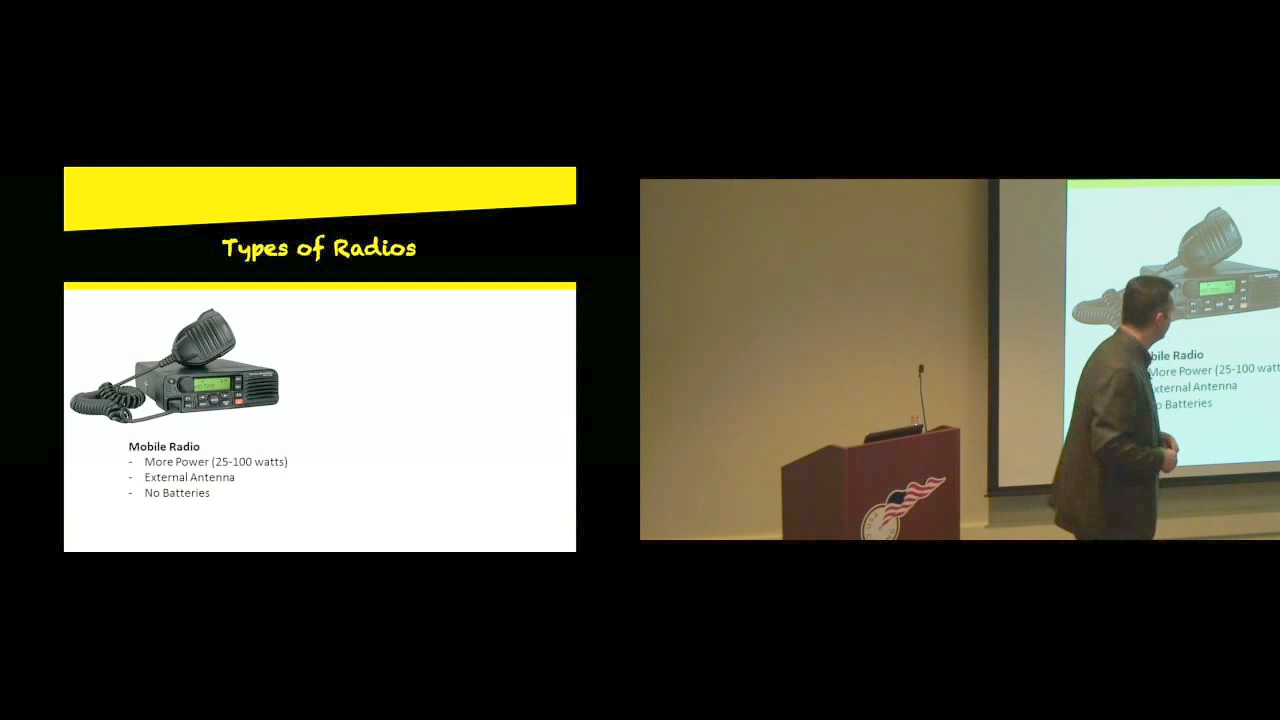 Types of Radios
Mobile Radio
- More Power (25-100 watts)
- External Antenna
- No Batteries
bile Radio
More Power (25-100 watt
xternal Antenna
o Batteries
USA